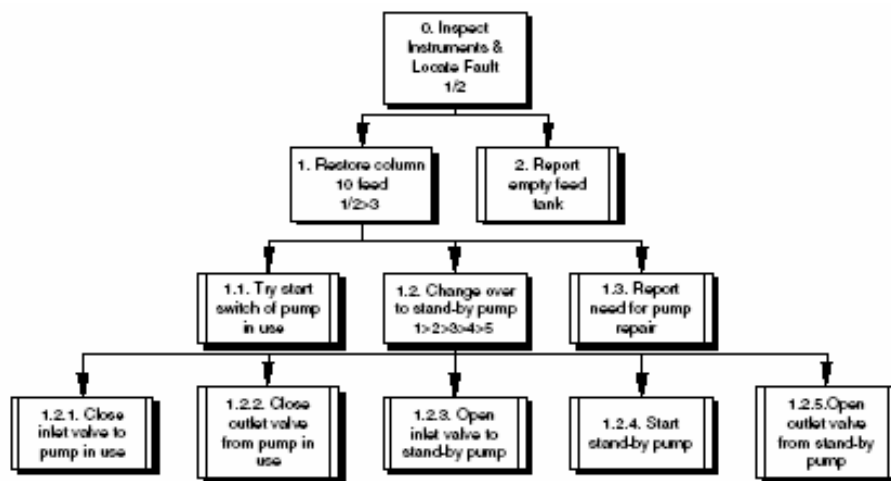 0. Inspect
Instruments &
Locate Fault
1/2
1. Restore column
10 feed
1/2>3
2. Report
empty feed
tank
1.1. Try start
switch of pump
in use
1.2. Change over
to stand-by pump
1>2>3>4>5
1.3. Report
need for pump
repair
1.2.1. Close
inlet valve to
pump in use
1.2.2. Close
outlet valve
from pump in
use
1.2.3. Open
inlet valve to
stand-by pump
1.2.4. Start
stand-by pump
1.2.5.Open
outlet valve
from stand-by
pump